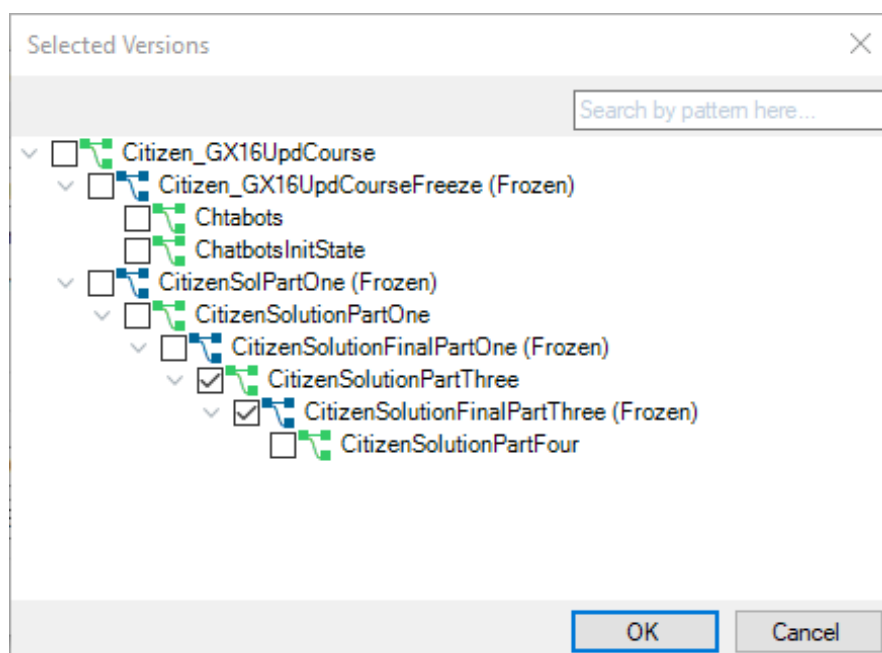 Selected Versions
Search by pattern here...
Citizen_GX16UpdCourse
Citizen_GX16UpdCourseFreeze (Frozen)
Chtabots
ChatbotsInitState
CitizenSolPartOne (Frozen)
CitizenSolutionPartOne
CitizenSolutionFinalPartOne (Frozen)
CitizenSolutionPartThree
CitizenSolutionFinalPartThree (Frozen)
CitizenSolutionPartFour
OK Cancel